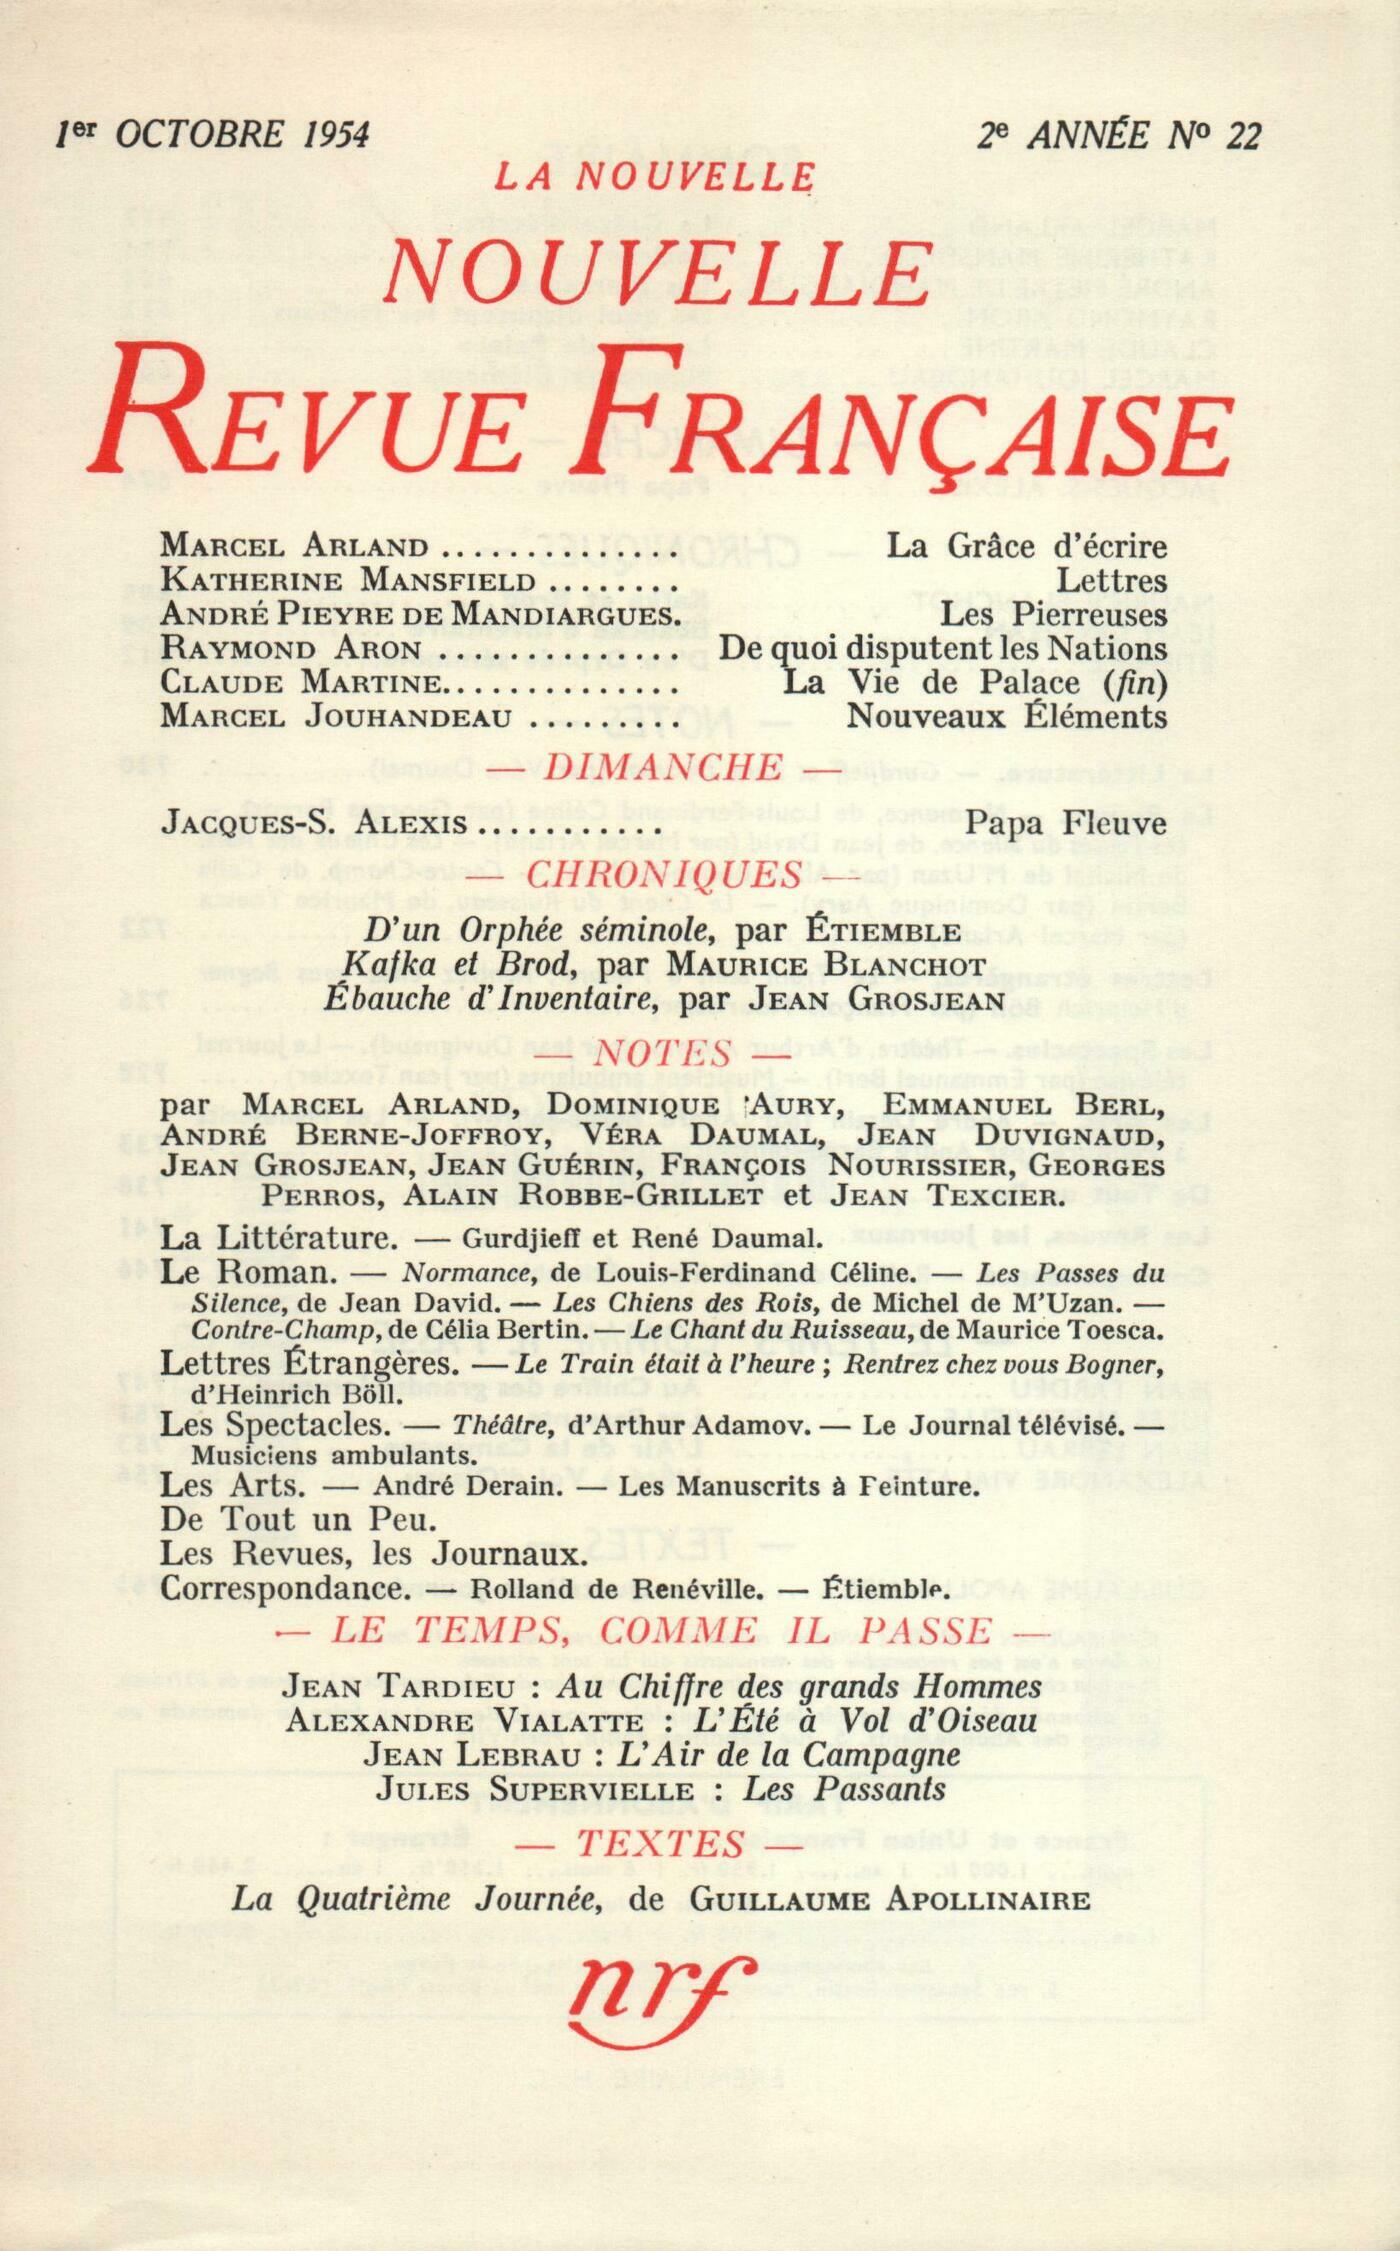 1er OCTOBRE 1954
2e ANNÉE No 22
LA NOUVELLE
NOUVELLE
REVUE FRANÇAISE
MARCEL ARLAND .............. La Grâce d'écrire
KATHERINE MANSFIELD ........ Lettres
ANDRÉ PIEYRE DE MANDIARGUES. Les Pierreuses
RAYMOND ARON .............. De quoi disputent les Nations
CLAUDE MARTINE.............. La Vie de Palace (fin)
MARCEL JOUHANDEAU ......... Nouveaux Éléments
— DIMANCHE —
JACQUES-S. ALEXIS ........... Papa Fleuve
— CHRONIQUES —
D'un Orphée séminole, par ÉTIEMBLE
Kafka et Brod, par MAURICE BLANCHOT
Ébauche d'Inventaire, par JEAN GROSJEAN
— NOTES —
par MARCEL ARLAND, DOMINIQUE AURY, EMMANUEL BERL,
ANDRÉ BERNE-JOFFROY, VÉRA DAUMAL, JEAN DUVIGNAUD,
JEAN GROSJEAN, JEAN GUÉRIN, FRANÇOIS NOURISSIER, GEORGES
PERROS, ALAIN ROBBE-GRILLET et JEAN TEXCIER.
La Littérature. — Gurdjieff et René Daumal.
Le Roman. — Normance, de Louis-Ferdinand Céline. — Les Passes du
Silence, de Jean David. — Les Chiens des Rois, de Michel de M'Uzan. —
Contre-Champ, de Célia Bertin. — Le Chant du Ruisseau, de Maurice Toesca.
Lettres Étrangères. — Le Train était à l'heure ; Rentrez chez vous Bogner,
d'Heinrich Böll.
Les Spectacles. — Théâtre, d'Arthur Adamov. — Le Journal télévisé. —
Musiciens ambulants.
Les Arts. — André Derain. — Les Manuscrits à Feinture.
De Tout un Peu.
Les Revues, les Journaux.
Correspondance. — Rolland de Renéville. — Étiemble.
— LE TEMPS, COMME IL PASSE —
JEAN TARDIEU : Au Chiffre des grands Hommes
ALEXANDRE VIALATTE : L'Été à Vol d'Oiseau
JEAN LEBRAU : L'Air de la Campagne
JULES SUPERVIELLE : Les Passants
— TEXTES —
La Quatrième Journée, de GUILLAUME APOLLINAIRE
nrf